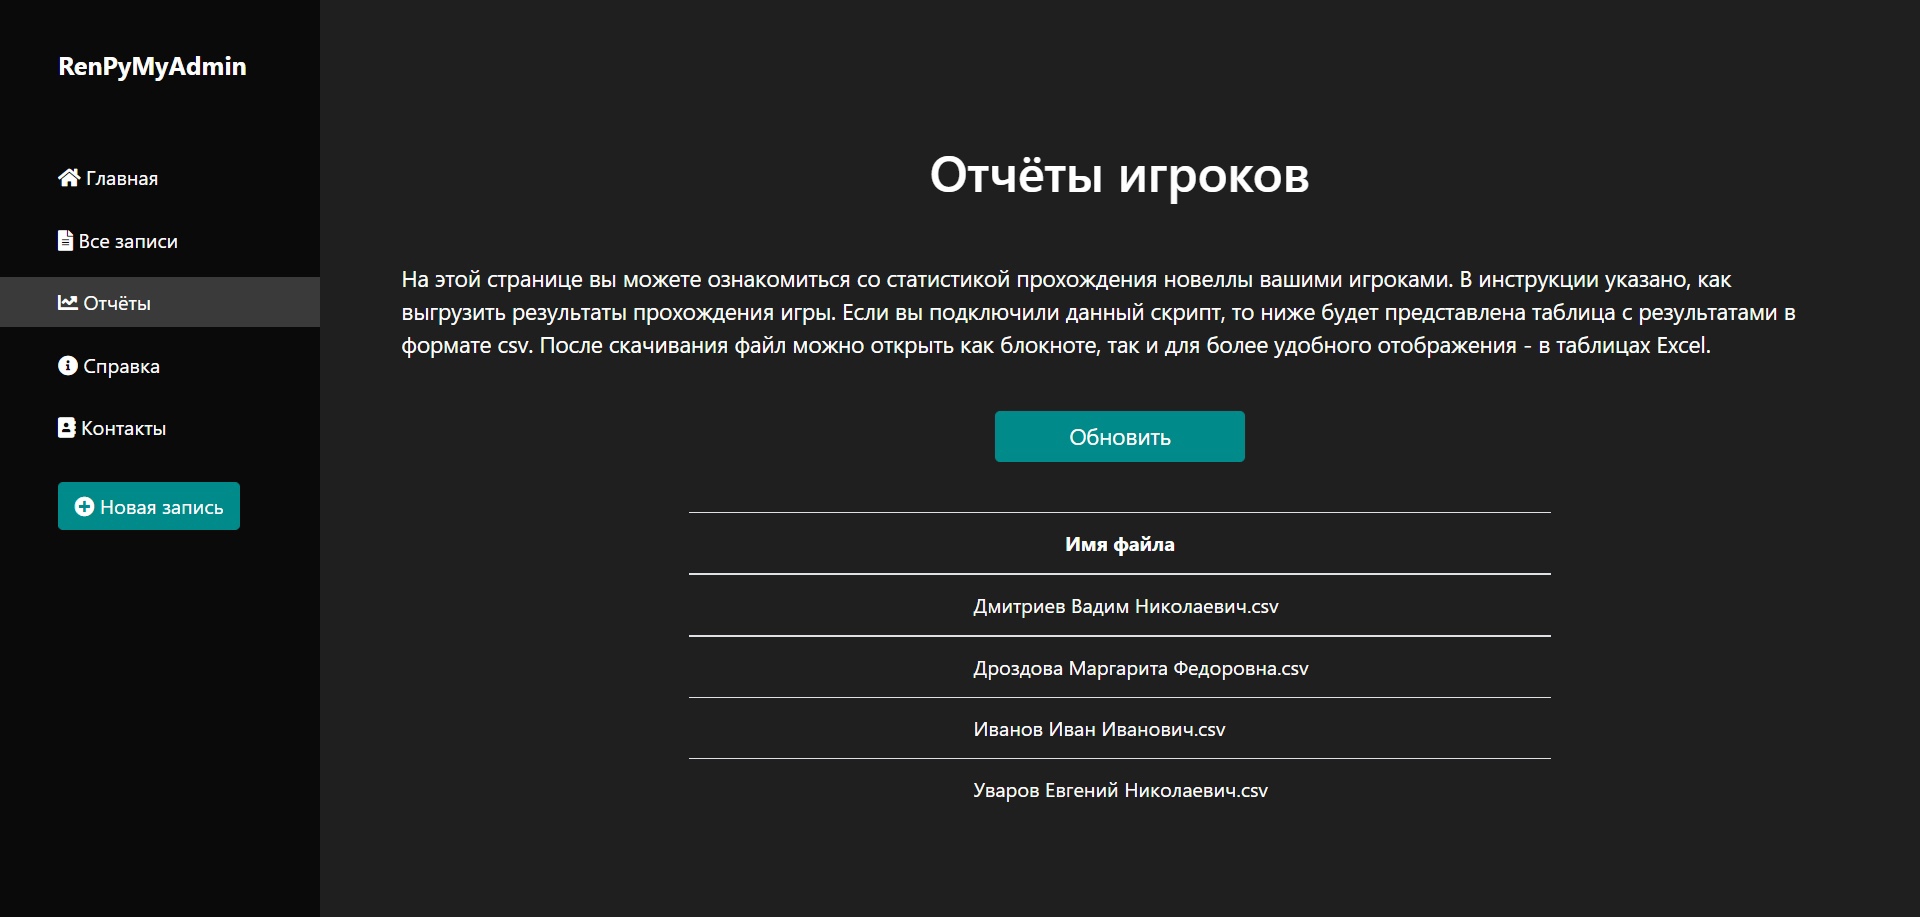 RenPyMyAdmin
Главная
Все записи
Отчёты
Справка
Контакты
Новая запись
Отчёты игроков
На этой странице вы можете ознакомиться со статистикой прохождения новеллы вашими игроками. В инструкции указано, как
выгрузить результаты прохождения игры. Если вы подключили данный скрипт, то ниже будет представлена таблица с результатами в
формате csv. После скачивания файл можно открыть как блокноте, так и для более удобного отображения - в таблицах Excel.
Обновить
Имя файла
Дмитриев Вадим Николаевич.csv
Дроздова Маргарита Федоровна.csv
Иванов Иван Иванович.csv
Уваров Евгений Николаевич.csv